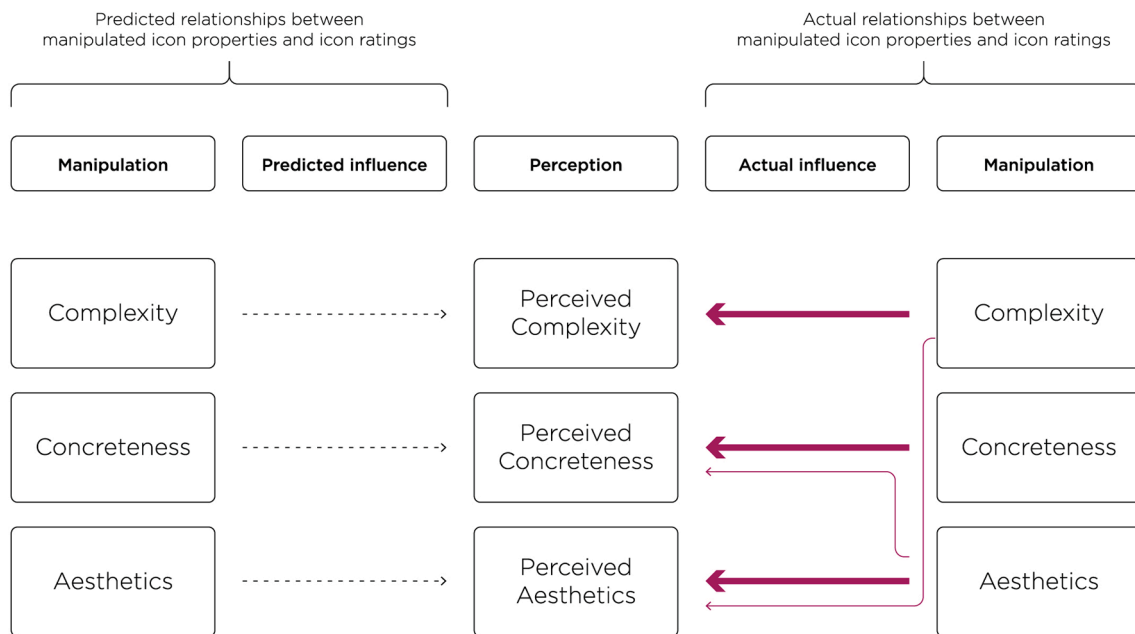 Predicted relationships between
manipulated icon properties and icon ratings
Actual relationships between
manipulated icon properties and icon ratings
Manipulation
Predicted influence
Perception
Actual influence
Manipulation
Complexity
Perceived
Complexity
Complexity
Concreteness
Perceived
Concreteness
Concreteness
Aesthetics
Perceived
Aesthetics
Aesthetics